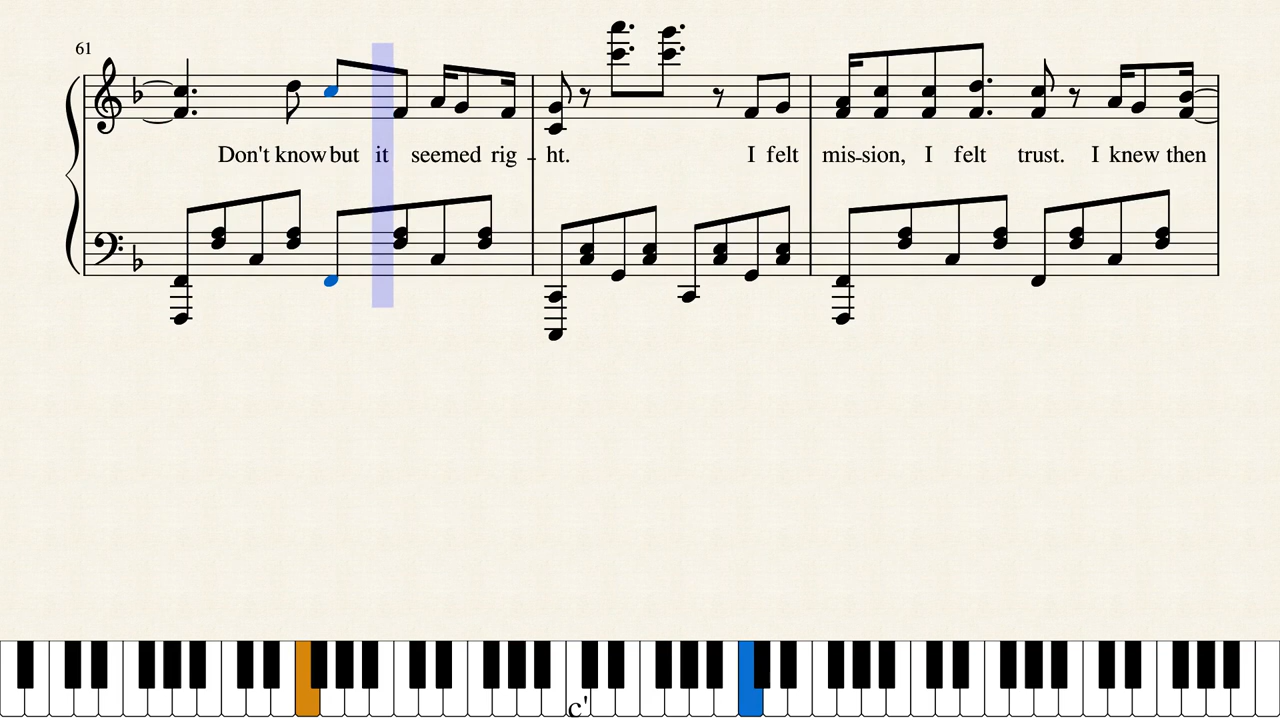 61
Don't know but it seemed rig - ht. I felt mis-sion, I felt trust. I knew then
c'